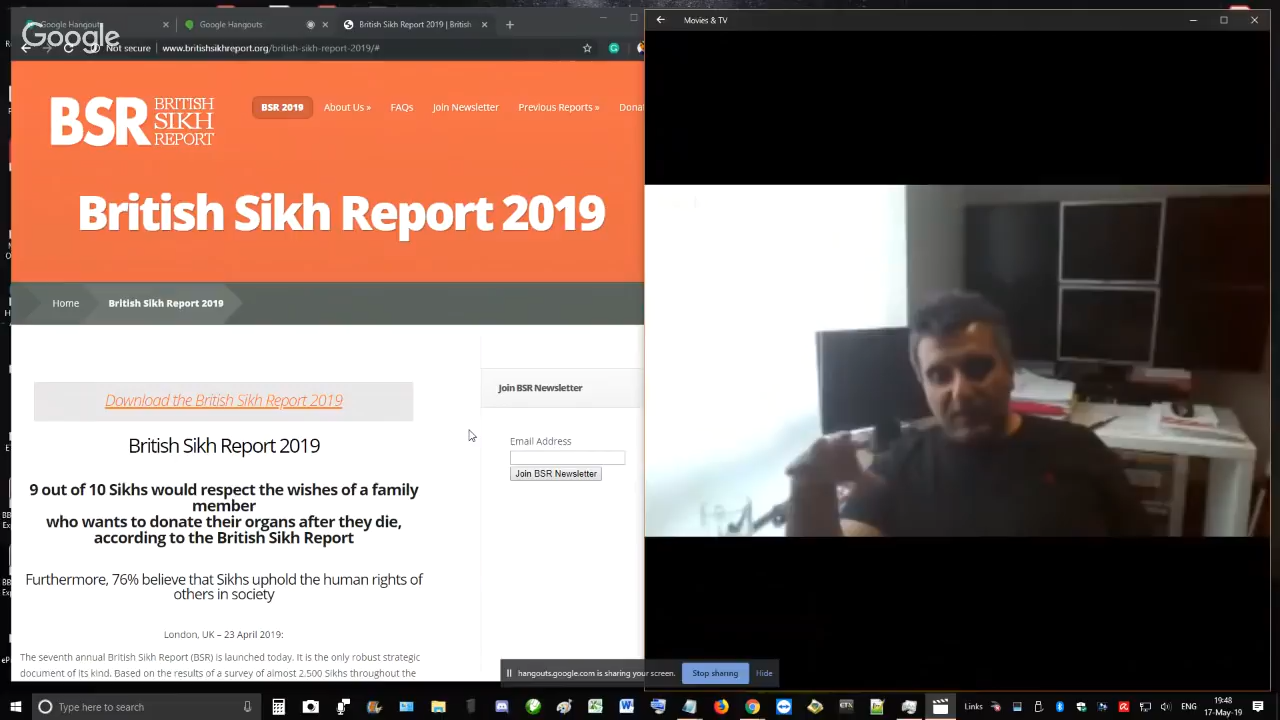 Google Hangouts
Google Hangouts
British Sikh Report 2019 | British
Google
Not secure
www.britishsikhreport.org/british-sikh-report-2019/#
Movies & TV
BSR BRITISH
SIKH
REPORT
BSR 2019
About Us »
FAQs
Join Newsletter
Previous Reports »
Donat
British Sikh Report 2019
Home
British Sikh Report 2019
Download the British Sikh Report 2019
British Sikh Report 2019
9 out of 10 Sikhs would respect the wishes of a family
member
who wants to donate their organs after they die,
according to the British Sikh Report
Furthermore, 76% believe that Sikhs uphold the human rights of
others in society
London, UK – 23 April 2019:
The seventh annual British Sikh Report (BSR) is launched today. It is the only robust strategic
document of its kind. Based on the results of a survey of almost 2,500 Sikhs throughout the
Join BSR Newsletter
Email Address
Join BSR Newsletter
hangouts.google.com is sharing your screen.
Stop sharing
Hide
Type here to search
Links
ENG
19:48
17-May-19